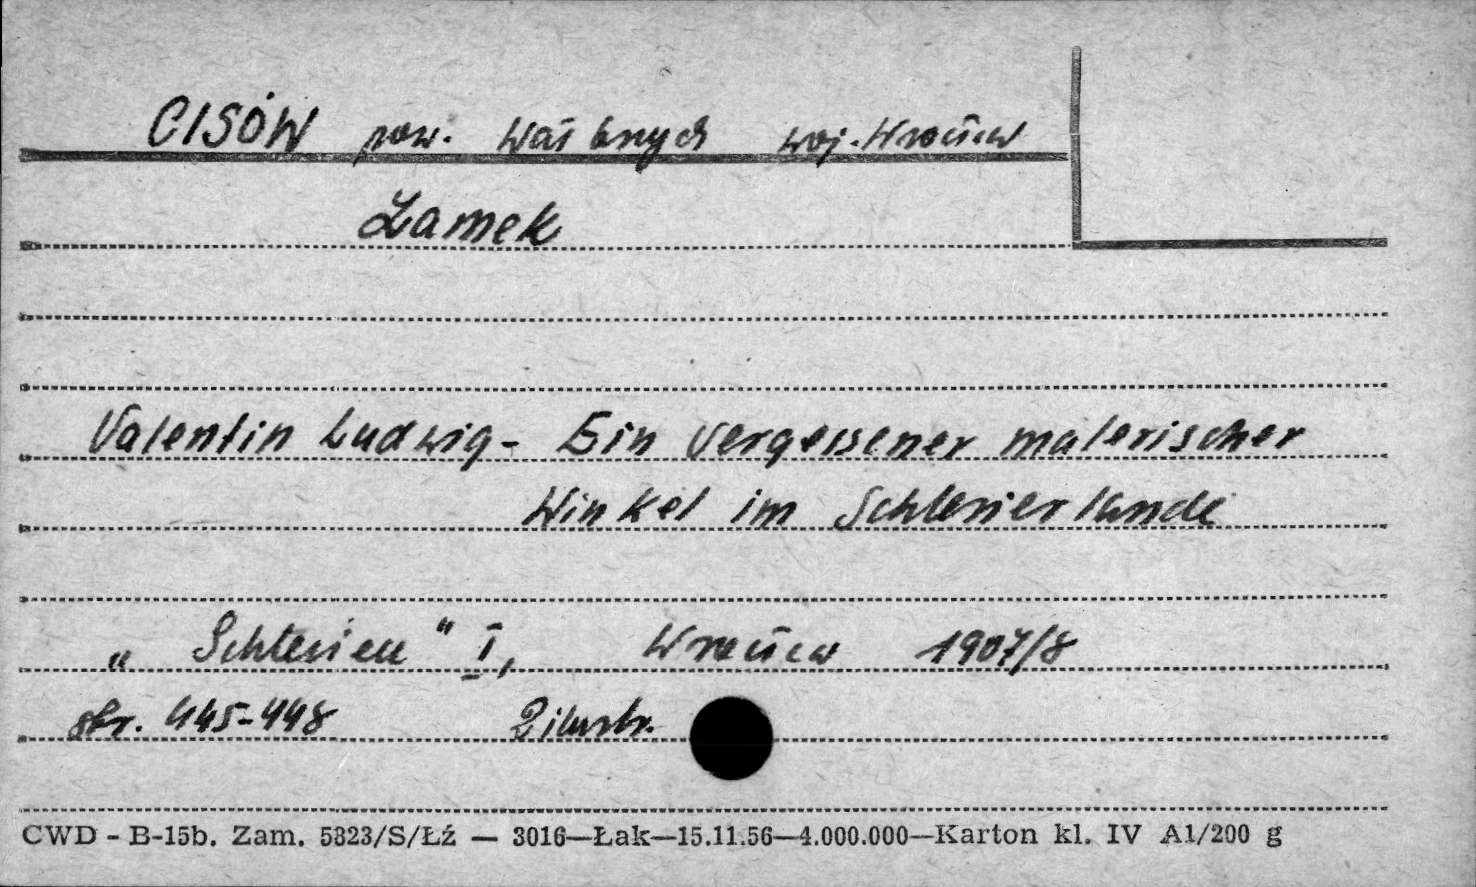 CISÓW pow. Wałbrzych woj. Wrocław
Zamek
Valentin Ludwig - Ein vergessener malerischer
Winkel im Schlesierlande
„Schlesien" I, Wrocław 1907/8
str. 445-448 2 ilustr.
CWD - B-15b. Zam. 5823/S/Łź — 3016—Łak—15.11.56—4.000.000—Karton kl. IV A1/200 g